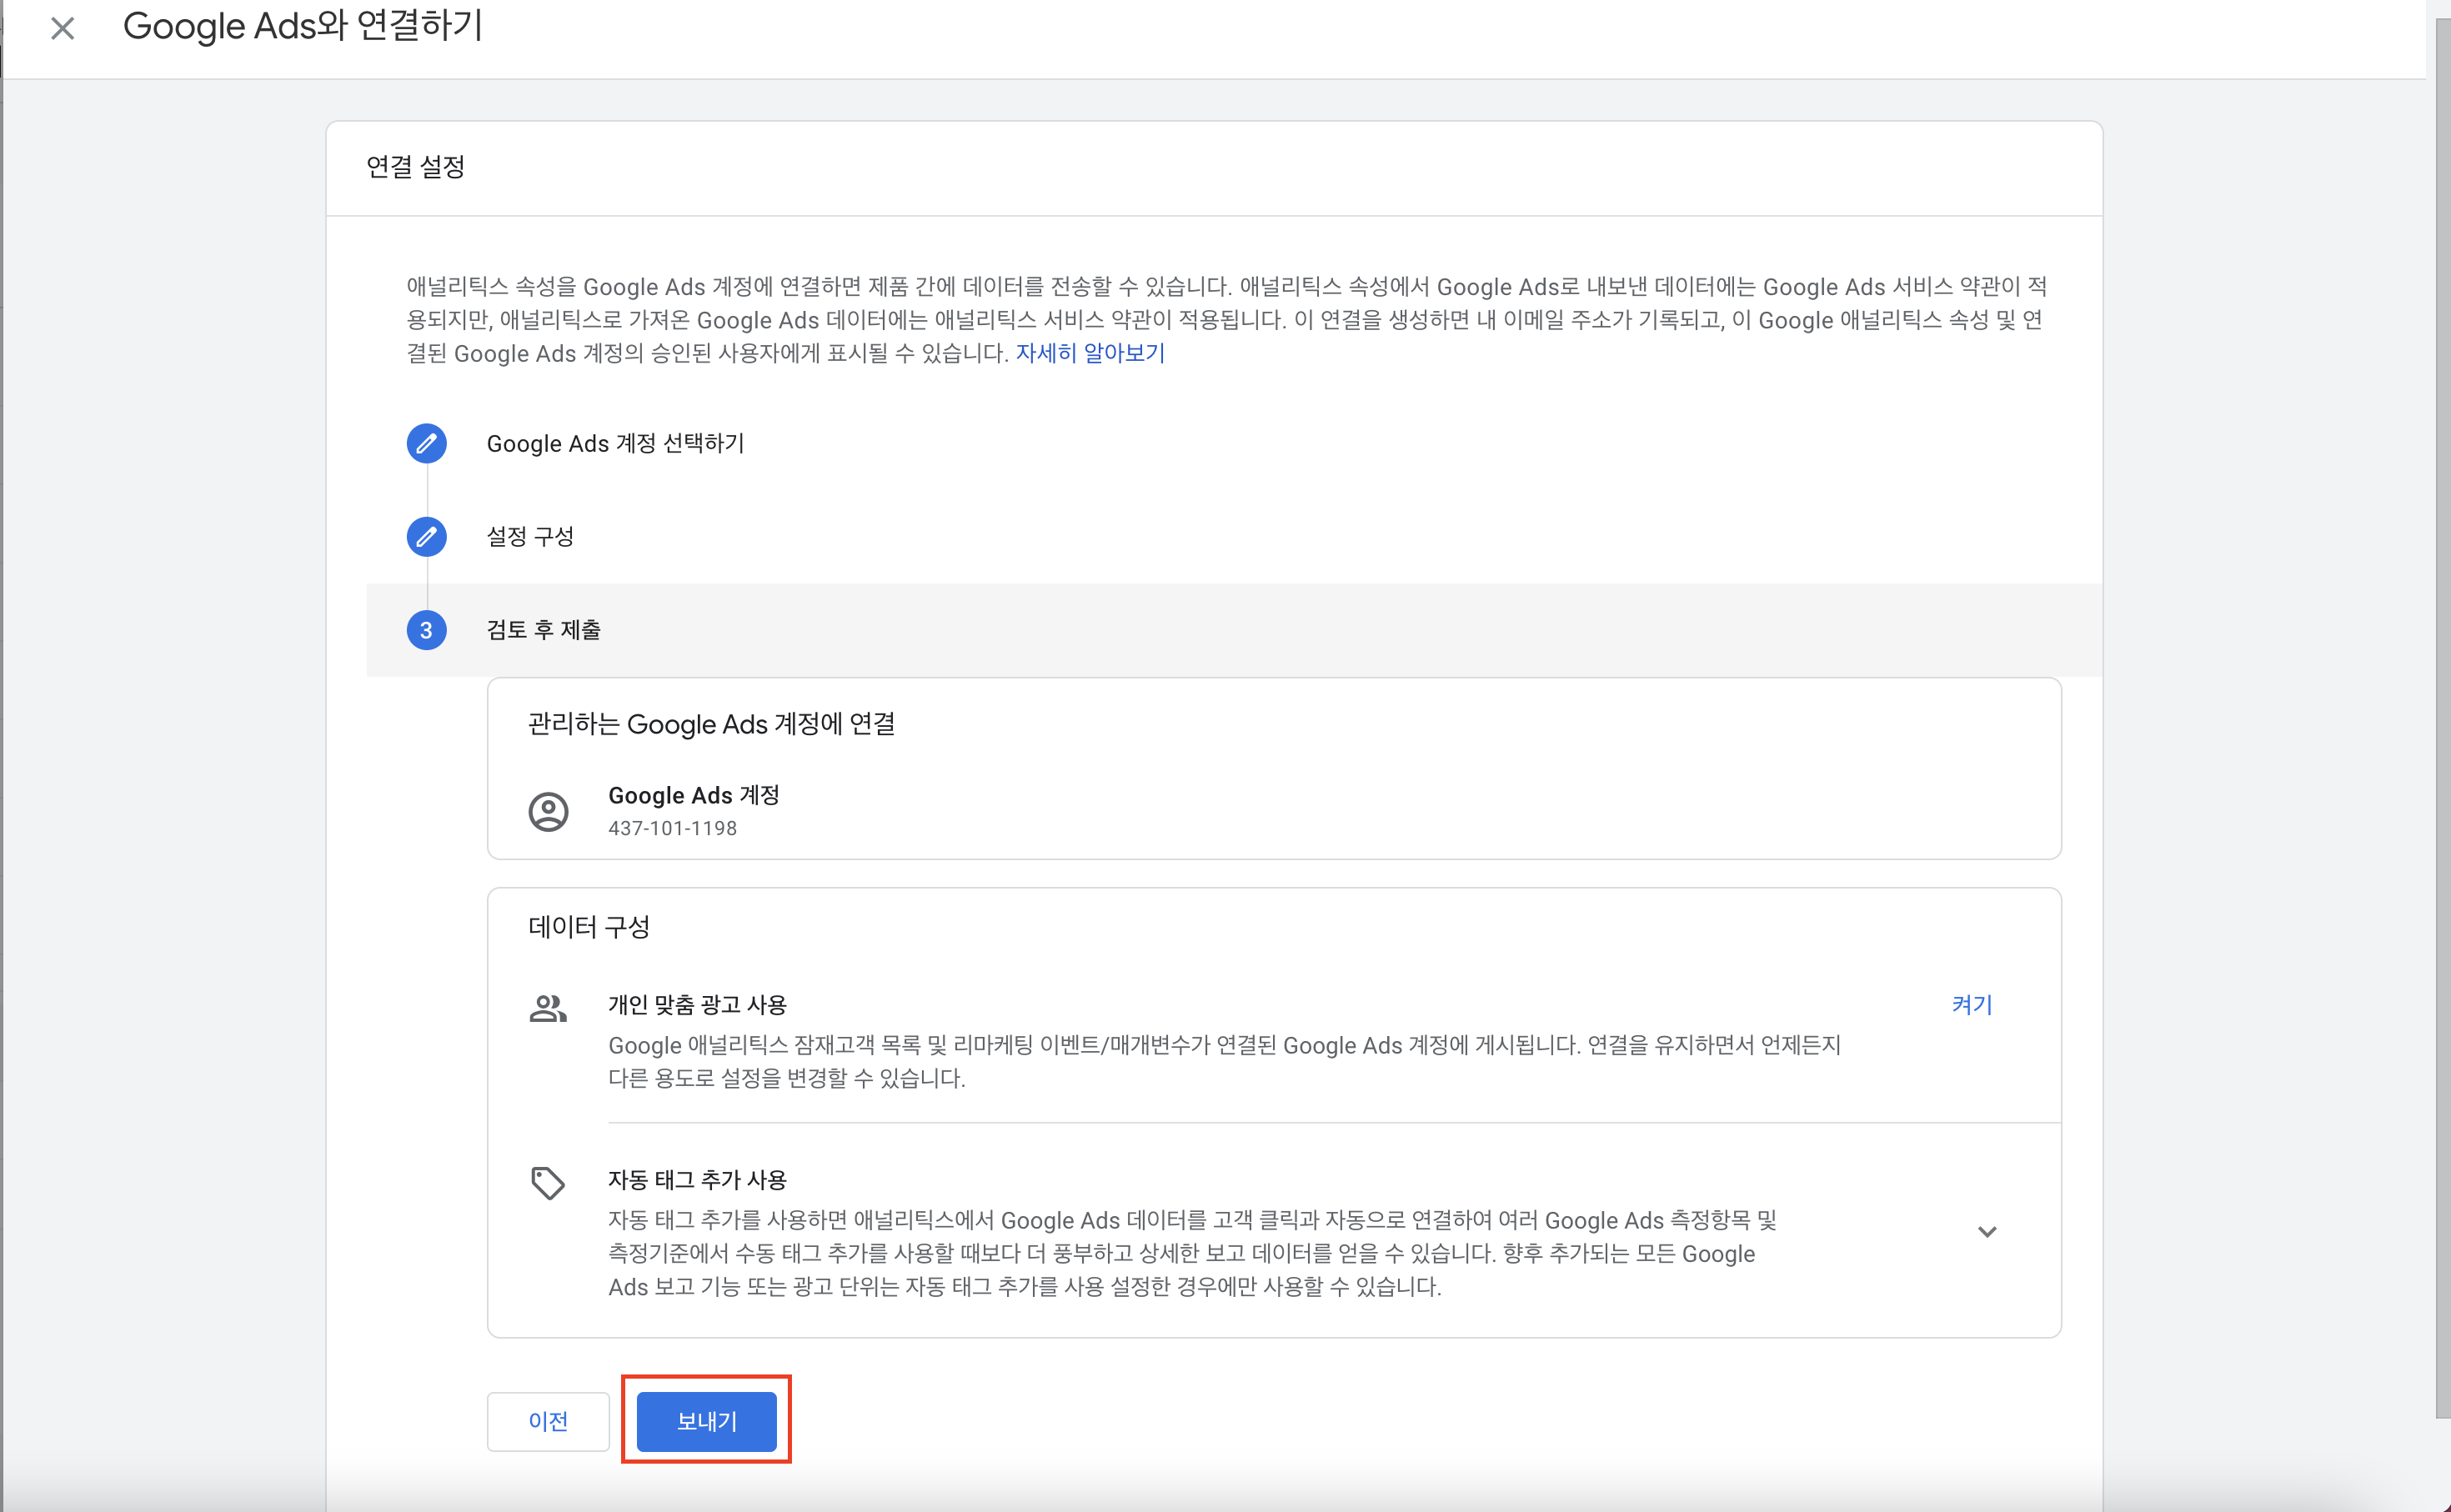 Google Ads와 연결하기
연결 설정
애널리틱스 속성을 Google Ads 계정에 연결하면 제품 간에 데이터를 전송할 수 있습니다. 애널리틱스 속성에서 Google Ads로 내보낸 데이터에는 Google Ads 서비스 약관이 적
용되지만, 애널리틱스로 가져온 Google Ads 데이터에는 애널리틱스 서비스 약관이 적용됩니다. 이 연결을 생성하면 내 이메일 주소가 기록되고, 이 Google 애널리틱스 속성 및 연
결된 Google Ads 계정의 승인된 사용자에게 표시될 수 있습니다. 자세히 알아보기
Google Ads 계정 선택하기
설정 구성
3 검토 후 제출
관리하는 Google Ads 계정에 연결
Google Ads 계정
437-101-1198
데이터 구성
개인 맞춤 광고 사용 켜기
Google 애널리틱스 잠재고객 목록 및 리마케팅 이벤트/매개변수가 연결된 Google Ads 계정에 게시됩니다. 연결을 유지하면서 언제든지
다른 용도로 설정을 변경할 수 있습니다.
자동 태그 추가 사용
자동 태그 추가를 사용하면 애널리틱스에서 Google Ads 데이터를 고객 클릭과 자동으로 연결하여 여러 Google Ads 측정항목 및
측정기준에서 수동 태그 추가를 사용할 때보다 더 풍부하고 상세한 보고 데이터를 얻을 수 있습니다. 향후 추가되는 모든 Google
Ads 보고 기능 또는 광고 단위는 자동 태그 추가를 사용 설정한 경우에만 사용할 수 있습니다.
이전 보내기